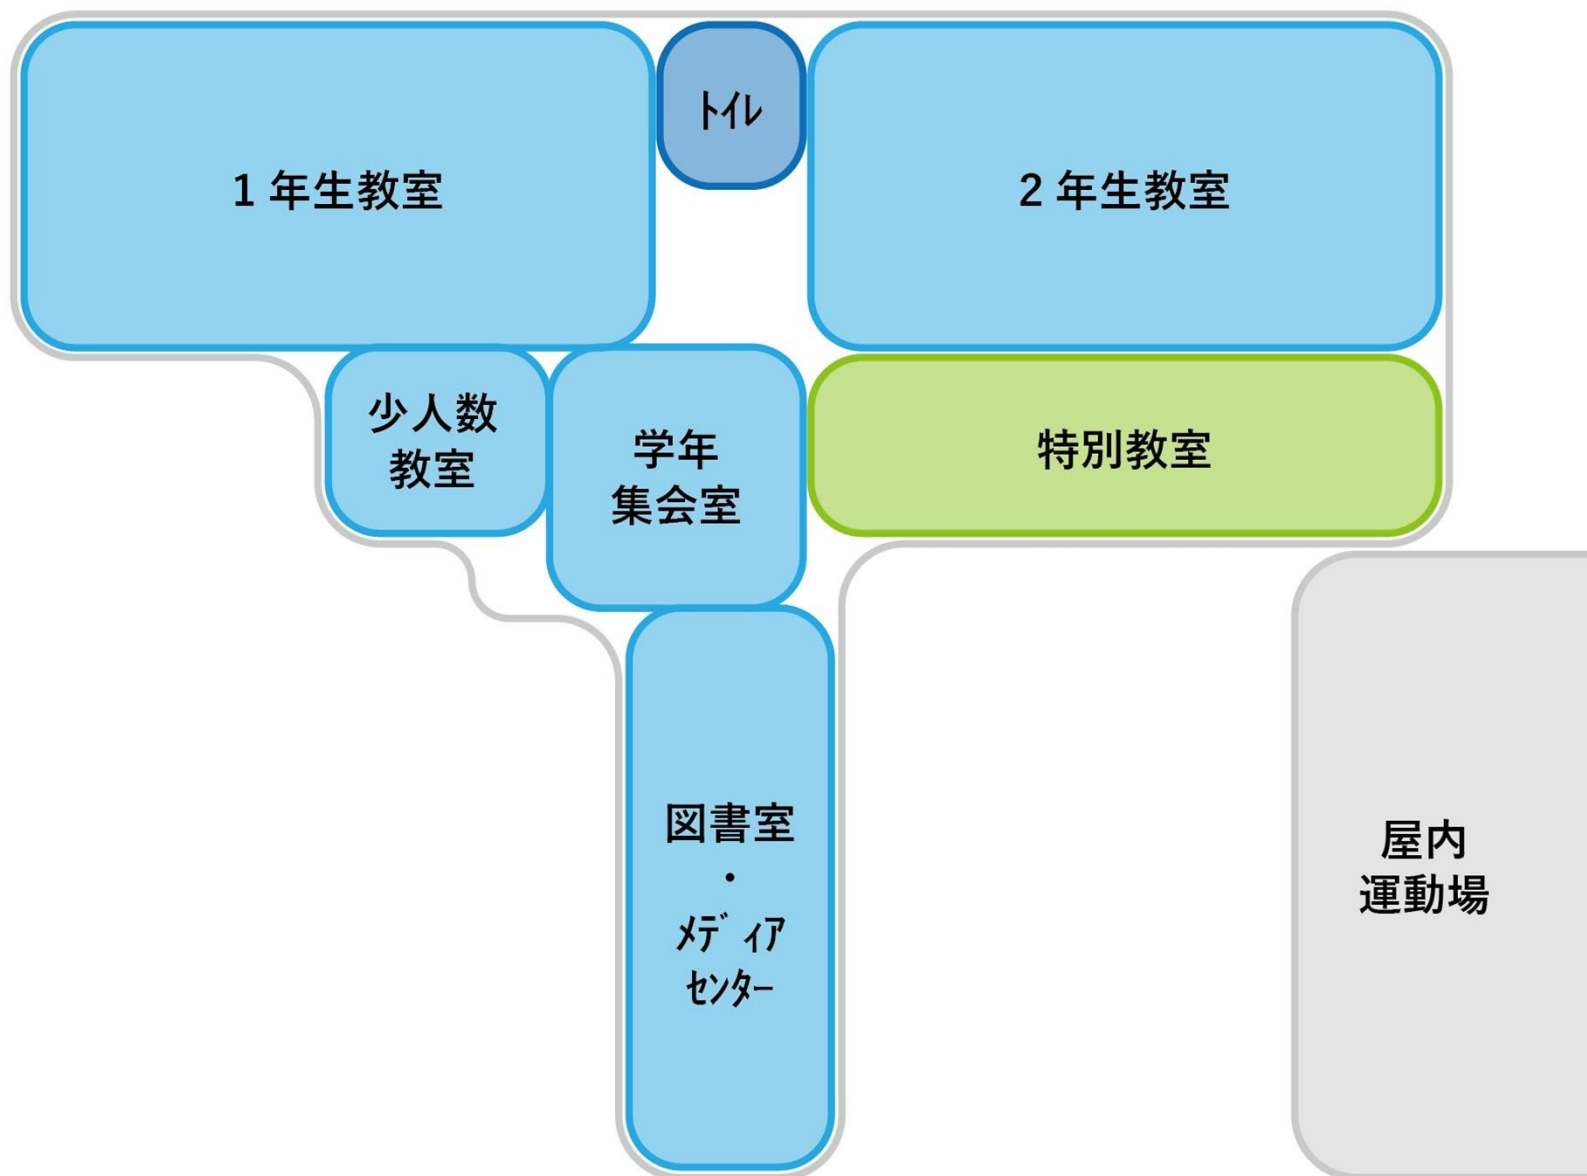 トイレ
1年生教室
2年生教室
少人数
教室
学年
集会室
特別教室
図書室
・
メディア
センター
屋内
運動場